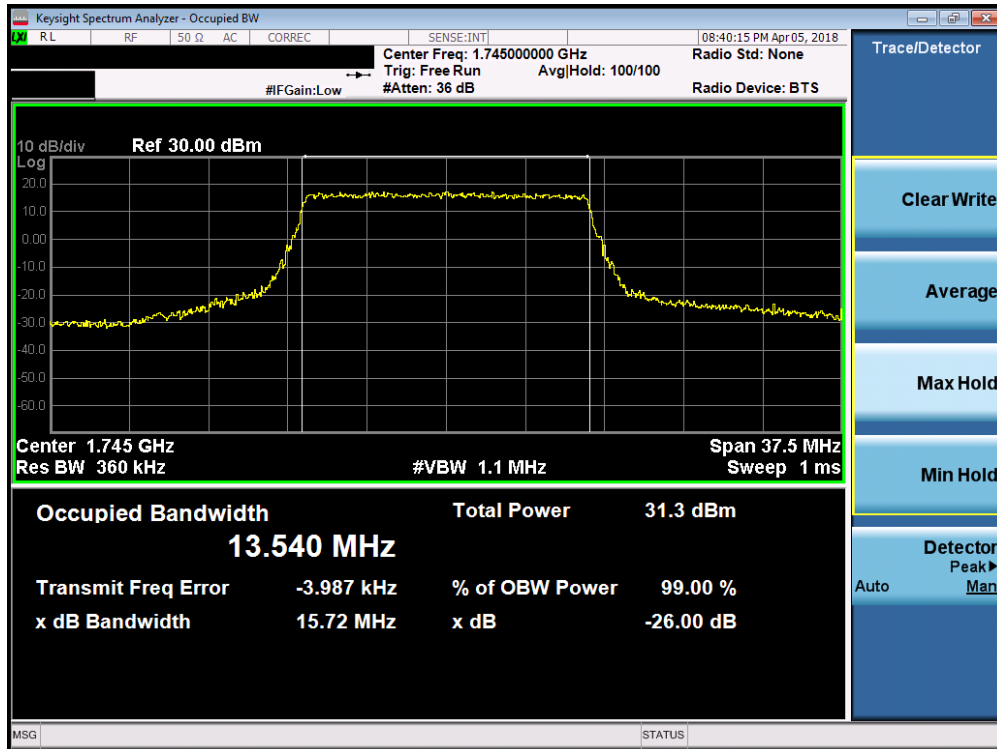 Keysight Spectrum Analyzer - Occupied BW
LXI RL RF 50 Ω AC CORREC SENSE:INT 08:40:15 PM Apr 05, 2018
Center Freq: 1.745000000 GHz Radio Std: None
Trig: Free Run Avg|Hold: 100/100
#IFGain:Low #Atten: 36 dB Radio Device: BTS
10 dB/div Ref 30.00 dBm
Log
20.0
10.0
0.00
-10.0
-20.0
-30.0
-40.0
-50.0
-60.0
Center 1.745 GHz Span 37.5 MHz
Res BW 360 kHz #VBW 1.1 MHz Sweep 1 ms
Occupied Bandwidth Total Power 31.3 dBm
13.540 MHz
Transmit Freq Error -3.987 kHz % of OBW Power 99.00 %
x dB Bandwidth 15.72 MHz x dB -26.00 dB
MSG STATUS
Trace/Detector
Clear Write
Average
Max Hold
Min Hold
Detector
Peak▶
Auto Man